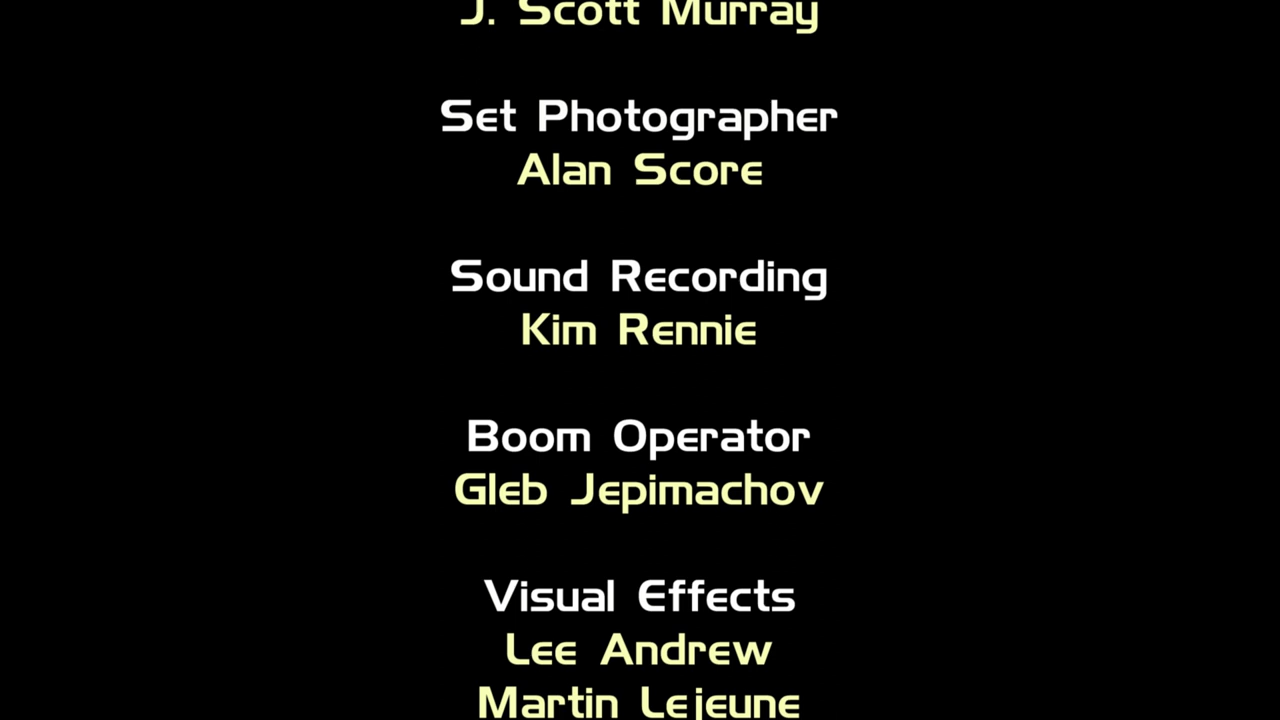 J. Scott Murray
Set Photographer
Alan Score
Sound Recording
Kim Rennie
Boom Operator
Gleb Jepimachov
Visual Effects
Lee Andrew
Martin Lejeune